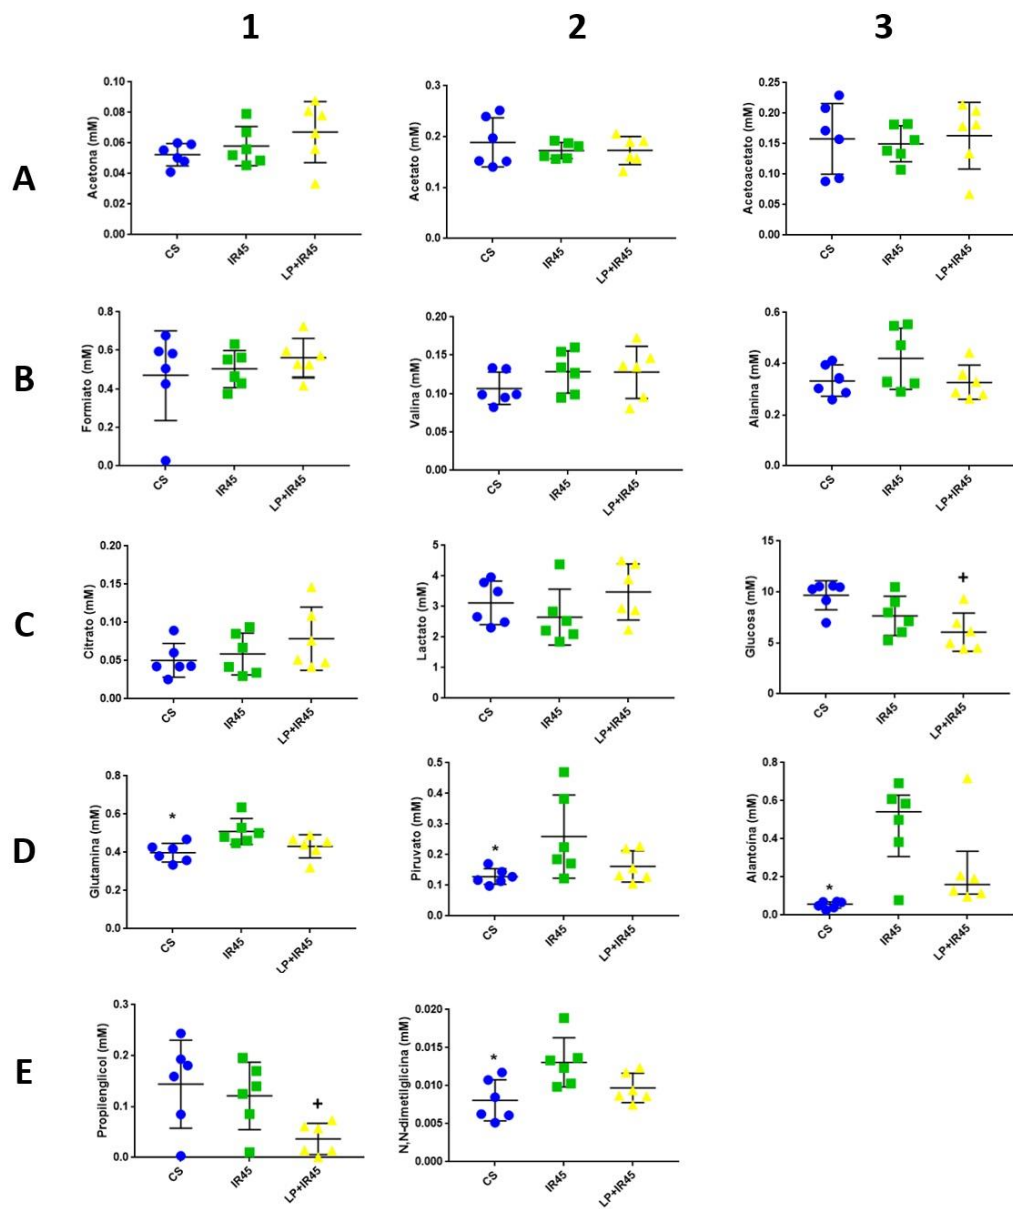 1 2 3
A
Acetona (mM)
0.10
0.08
0.06
0.04
0.02
0.00
CS IR45 LP+IR45
Acetato (mM)
0.3
0.2
0.1
0.0
CS IR45 LP+IR45
Acetoacetato (mM)
0.25
0.20
0.15
0.10
0.05
0.00
CS IR45 LP+IR45
B
Formiato (mM)
0.8
0.6
0.4
0.2
0.0
CS IR45 LP+IR45
Valina (mM)
0.20
0.15
0.10
0.05
0.00
CS IR45 LP+IR45
Alanina (mM)
0.6
0.4
0.2
0.0
CS IR45 LP+IR45
C
Citrato (mM)
0.20
0.15
0.10
0.05
0.00
CS IR45 LP+IR45
Lactato (mM)
5
4
3
2
1
0
CS IR45 LP+IR45
Glucosa (mM)
15
10
5
0
+
CS IR45 LP+IR45
D
Glutamina (mM)
0.8
0.6
0.4
0.2
0.0
*
CS IR45 LP+IR45
Piruvato (mM)
0.5
0.4
0.3
0.2
0.1
0.0
*
CS IR45 LP+IR45
Alantoina (mM)
0.8
0.6
0.4
0.2
0.0
*
CS IR45 LP+IR45
E
Propilenglicol (mM)
0.3
0.2
0.1
0.0
+
CS IR45 LP+IR45
N,N-dimetilglicina (mM)
0.020
0.015
0.010
0.005
0.000
*
CS IR45 LP+IR45